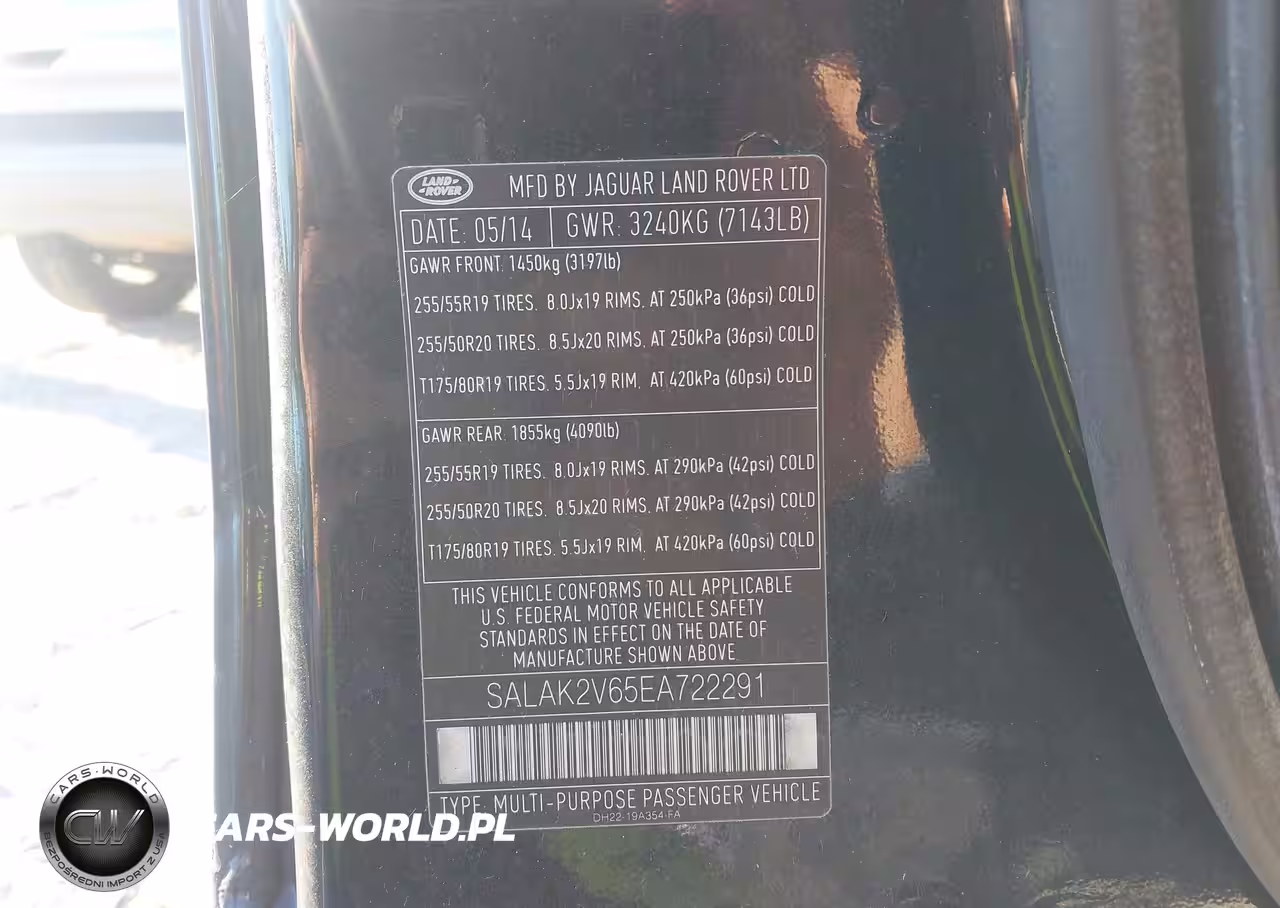 LAND-
-ROVER
MFD BY JAGUAR LAND ROVER LTD
DATE: 05/14 GWR: 3240KG (7143LB)
GAWR FRONT: 1450kg (3197lb)
255/55R19 TIRES. 8.0Jx19 RIMS. AT 250kPa (36psi) COLD
255/50R20 TIRES. 8.5Jx20 RIMS. AT 250kPa (36psi) COLD
T175/80R19 TIRES. 5.5Jx19 RIM. AT 420kPa (60psi) COLD
GAWR REAR: 1855kg (4090lb)
255/55R19 TIRES. 8.0Jx19 RIMS. AT 290kPa (42psi) COLD
255/50R20 TIRES. 8.5Jx20 RIMS. AT 290kPa (42psi) COLD
T175/80R19 TIRES. 5.5Jx19 RIM. AT 420kPa (60psi) COLD
THIS VEHICLE CONFORMS TO ALL APPLICABLE
U.S. FEDERAL MOTOR VEHICLE SAFETY
STANDARDS IN EFFECT ON THE DATE OF
MANUFACTURE SHOWN ABOVE
SALAK2V65EA722291
TYPE: MULTI-PURPOSE PASSENGER VEHICLE
DH22-19A354-FA
CARS-WORLD
CW
BEZPOŚREDNI IMPORT Z USA
CARS-WORLD.PL